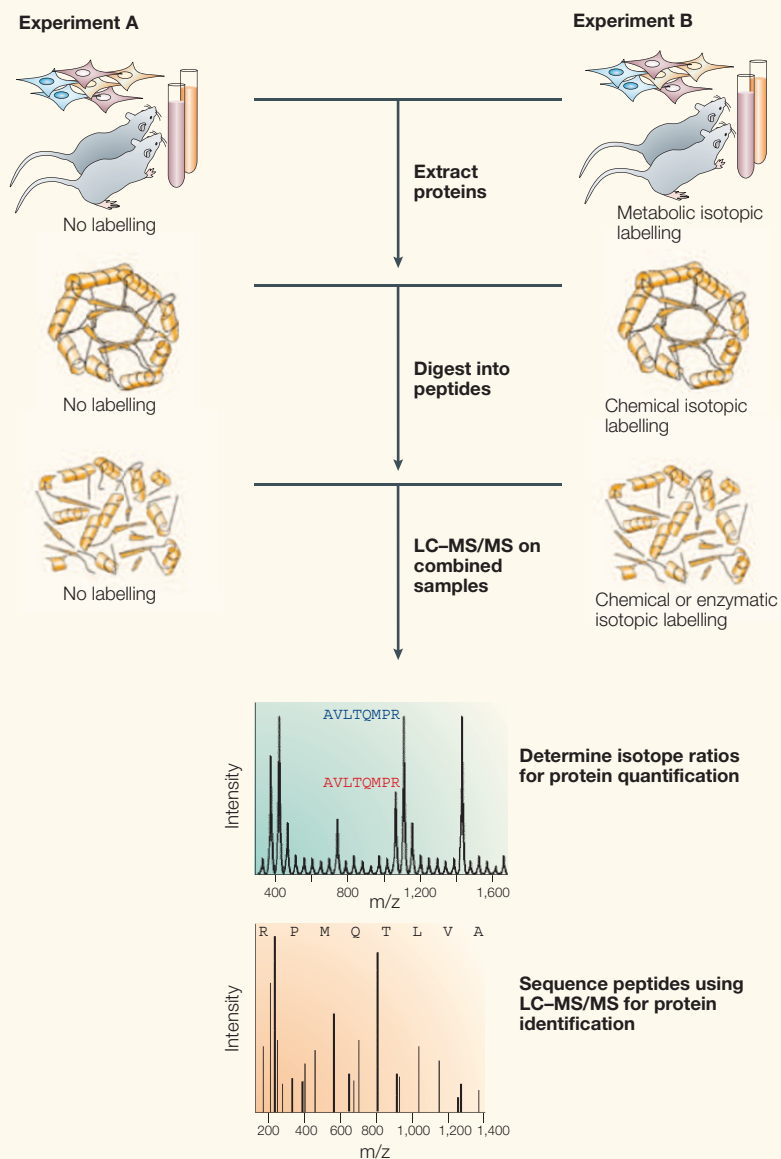 Experiment A
Experiment B
Extract
proteins
No labelling
Metabolic isotopic
labelling
Digest into
peptides
No labelling
Chemical isotopic
labelling
LC–MS/MS on
combined
samples
No labelling
Chemical or enzymatic
isotopic labelling
AVLTQMPR
AVLTQMPR
Intensity
400 800 1,200 1,600
m/z
Determine isotope ratios
for protein quantification
R P M Q T L V A
Intensity
200 400 600 800 1,000 1,200 1,400
m/z
Sequence peptides using
LC–MS/MS for protein
identification